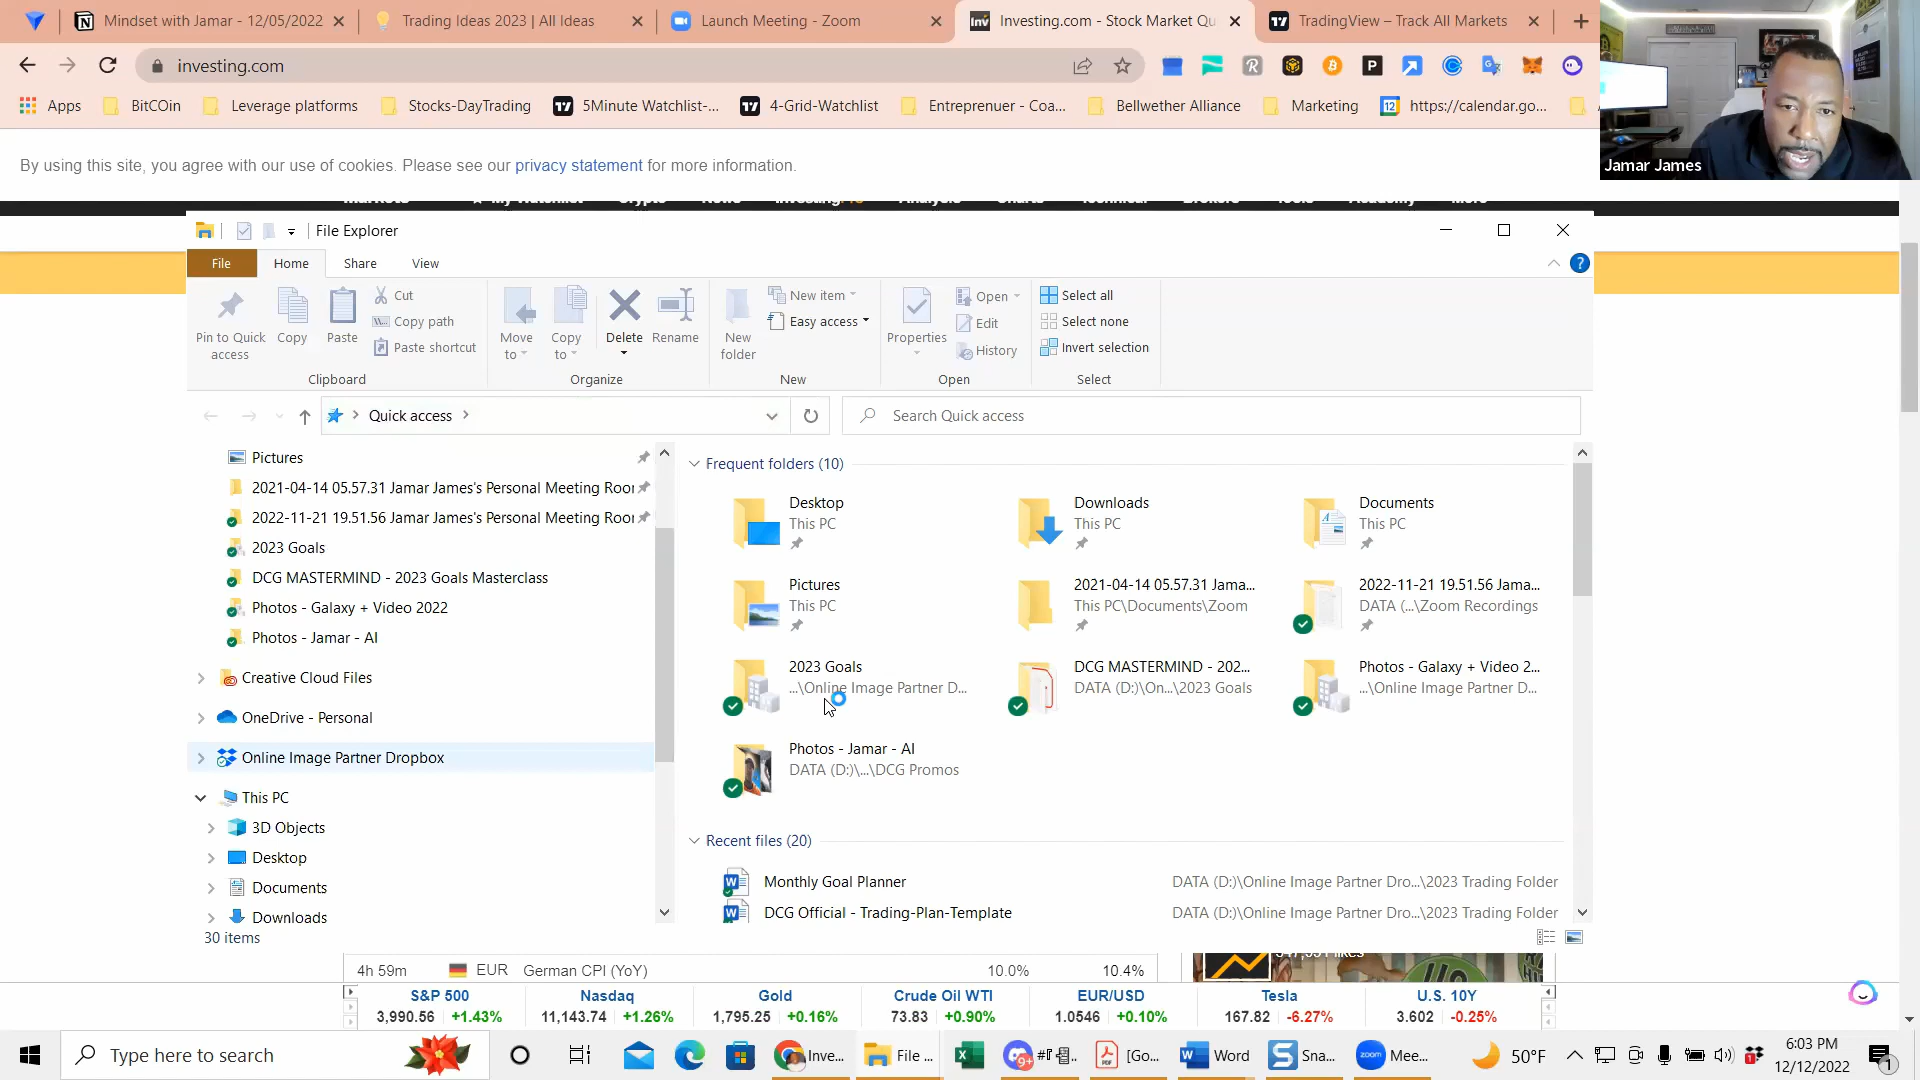 Mindset with Jamar - 12/05/2022
Trading Ideas 2023 | All Ideas
Launch Meeting - Zoom
Investing.com - Stock Market Qu
TradingView – Track All Markets
investing.com
Apps
BitCOin
Leverage platforms
Stocks-DayTrading
5Minute Watchlist-...
4-Grid-Watchlist
Entreprenuer - Coa...
Bellwether Alliance
Marketing
https://calendar.go...
Jamar James
By using this site, you agree with our use of cookies. Please see our privacy statement for more information.
File Explorer
File
Home
Share
View
Pin to Quick access
Copy
Paste
Cut
Copy path
Paste shortcut
Clipboard
Move to
Copy to
Delete
Rename
Organize
New folder
New item
Easy access
New
Properties
Open
Edit
History
Open
Select all
Select none
Invert selection
Select
Quick access
Search Quick access
Pictures
2021-04-14 05.57.31 Jamar James's Personal Meeting Roor
2022-11-21 19.51.56 Jamar James's Personal Meeting Roor
2023 Goals
DCG MASTERMIND - 2023 Goals Masterclass
Photos - Galaxy + Video 2022
Photos - Jamar - AI
Creative Cloud Files
OneDrive - Personal
Online Image Partner Dropbox
This PC
3D Objects
Desktop
Documents
Downloads
30 items
Frequent folders (10)
Desktop
This PC
Downloads
This PC
Documents
This PC
Pictures
This PC
2021-04-14 05.57.31 Jama...
This PC\Documents\Zoom
2022-11-21 19.51.56 Jama...
DATA (...\Zoom Recordings
2023 Goals
...\Online Image Partner D...
DCG MASTERMIND - 202...
DATA (D:)\On...\2023 Goals
Photos - Galaxy + Video 2...
...\Online Image Partner D...
Photos - Jamar - AI
DATA (D:)\...\DCG Promos
Recent files (20)
Monthly Goal Planner
DATA (D:)\Online Image Partner Dro...\2023 Trading Folder
DCG Official - Trading-Plan-Template
DATA (D:)\Online Image Partner Dro...\2023 Trading Folder
4h 59m EUR German CPI (YoY) 10.0% 10.4%
S&P 500
3,990.56 +1.43%
Nasdaq
11,143.74 +1.26%
Gold
1,795.25 +0.16%
Crude Oil WTI
73.83 +0.90%
EUR/USD
1.0546 +0.10%
Tesla
167.82 -6.27%
U.S. 10Y
3.602 -0.25%
Type here to search
Inve...
File ...
[Go...
Word
Sna...
Mee...
50°F
6:03 PM
12/12/2022
1